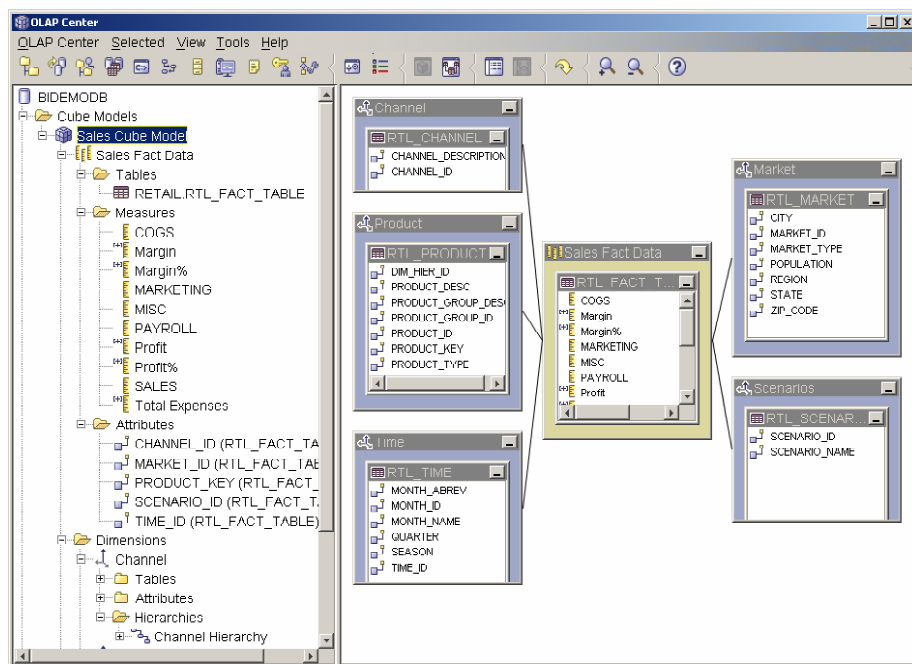 OLAP Center
OLAP Center Selected View Tools Help
BIDEMODB
Cube Models
Sales Cube Model
Sales Fact Data
Tables
RETAIL.RTL_FACT_TABLE
Measures
COGS
Margin
Margin%
MARKETING
MISC
PAYROLL
Profit
Profit%
SALES
Total Expenses
Attributes
CHANNEL_ID (RTL_FACT_TA
MARKET_ID (RTL_FACT_TAB
PRODUCT_KEY (RTL_FACT_
SCENARIO_ID (RTL_FACT_T
TIME_ID (RTL_FACT_TABLE)
Dimensions
Channel
Tables
Attributes
Hierarchies
Channel Hierarchy
Channel
RTL_CHANNEL
CHANNEL_DESCRIPTION
CHANNEL_ID
Product
RTL_PRODUCT
DIM_HIER_ID
PRODUCT_DESC
PRODUCT_GROUP_DES
PRODUCT_GROUP_ID
PRODUCT_ID
PRODUCT_KEY
PRODUCT_TYPE
Time
RTL_TIME
MONTH_ABREV
MONTH_ID
MONTH_NAME
QUARTER
SEASON
TIME_ID
Sales Fact Data
RTL_FACT_T...
COGS
Margin
Margin%
MARKETING
MISC
PAYROLL
Profit
Market
RTL_MARKET
CITY
MARKET_ID
MARKET_TYPE
POPULATION
REGION
STATE
ZIP_CODE
Scenarios
RTL_SCENAR...
SCENARIO_ID
SCENARIO_NAME